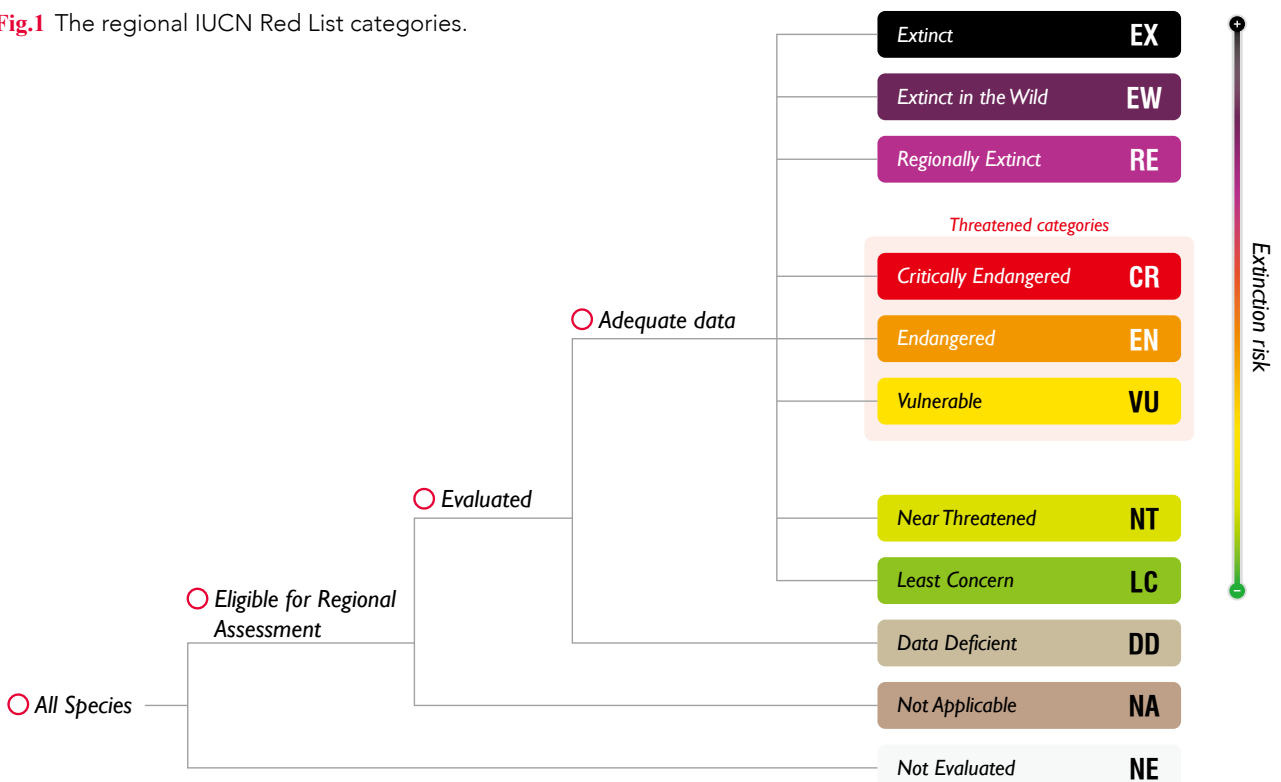 Fig.1 The regional IUCN Red List categories.
Extinct EX
Extinct in the Wild EW
Regionally Extinct RE
Threatened categories
Critically Endangered CR
Endangered EN
Vulnerable VU
Near Threatened NT
Least Concern LC
Data Deficient DD
Not Applicable NA
Not Evaluated NE
Adequate data
Evaluated
Eligible for Regional
Assessment
All Species
+
Extinction risk
−